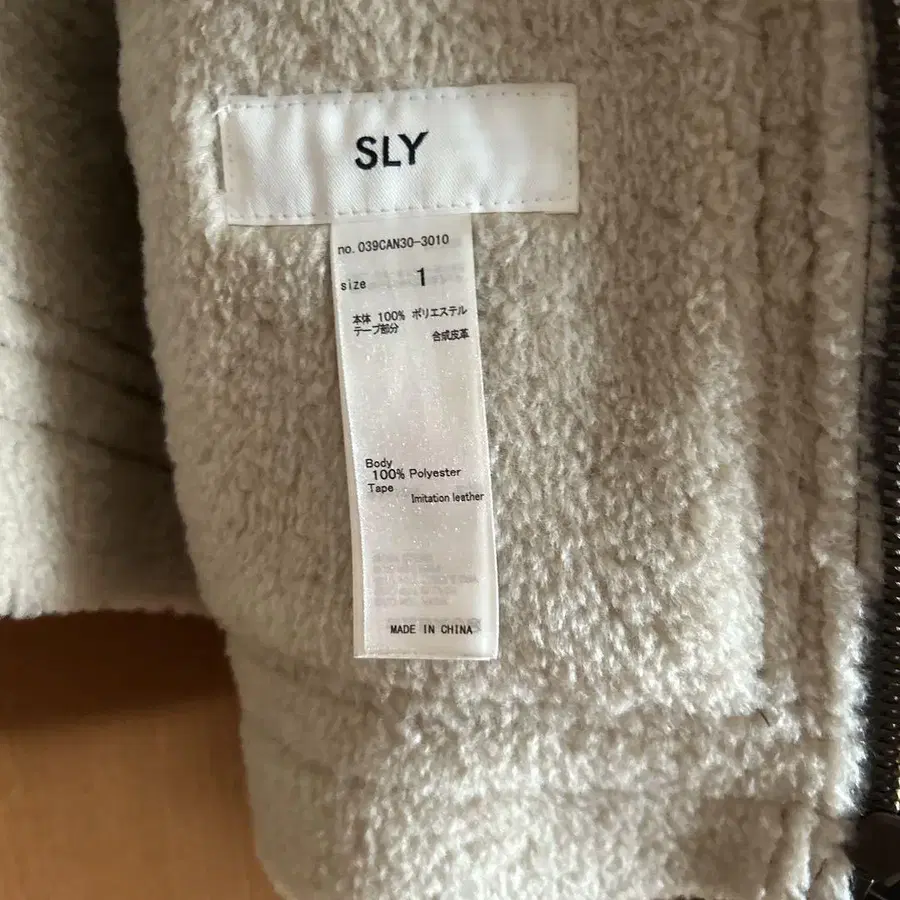 SLY
no. 039CAN30-3010
size 1
本体 100% ポリエステル
テープ部分
合成皮革
Body
100% Polyester
Tape
Imitation leather
MADE IN CHINA